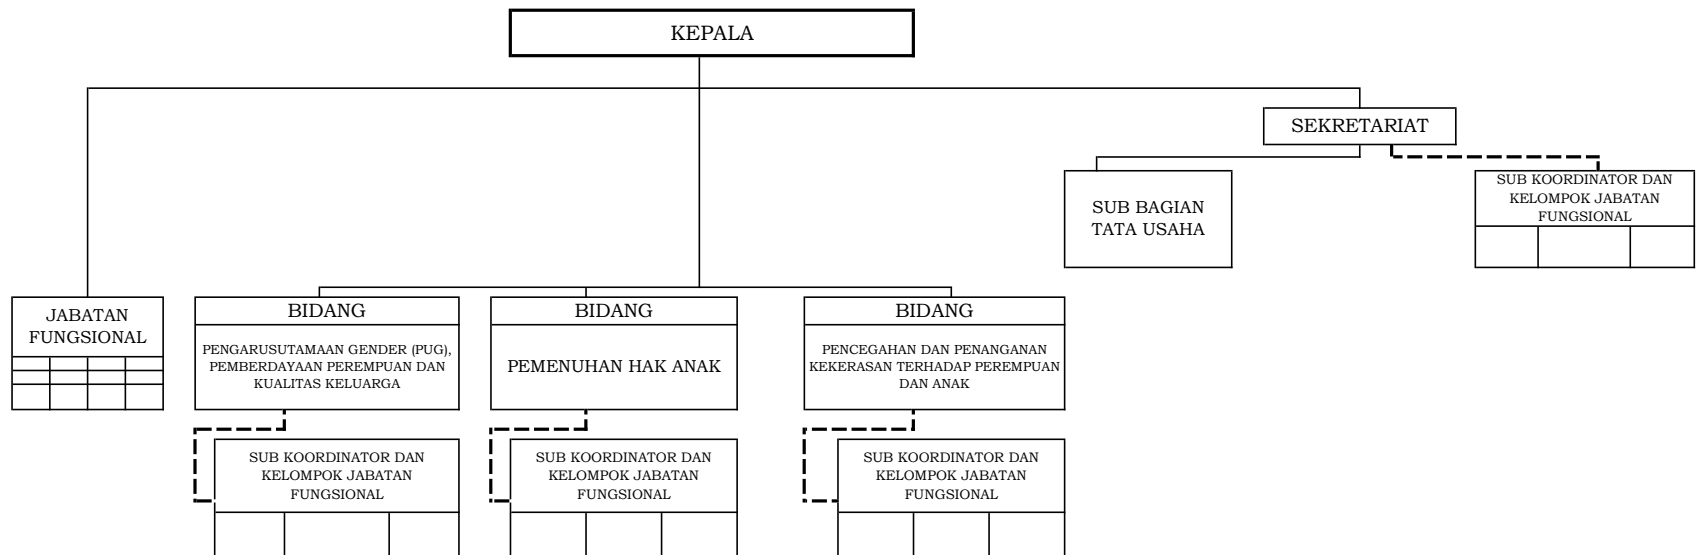 KEPALA
SEKRETARIAT
SUB BAGIAN
TATA USAHA
SUB KOORDINATOR DAN
KELOMPOK JABATAN
FUNGSIONAL
JABATAN
FUNGSIONAL
BIDANG
PENGARUSUTAMAAN GENDER (PUG),
PEMBERDAYAAN PEREMPUAN DAN
KUALITAS KELUARGA
BIDANG
PEMENUHAN HAK ANAK
BIDANG
PENCEGAHAN DAN PENANGANAN
KEKERASAN TERHADAP PEREMPUAN
DAN ANAK
SUB KOORDINATOR DAN
KELOMPOK JABATAN
FUNGSIONAL
SUB KOORDINATOR DAN
KELOMPOK JABATAN
FUNGSIONAL
SUB KOORDINATOR DAN
KELOMPOK JABATAN
FUNGSIONAL